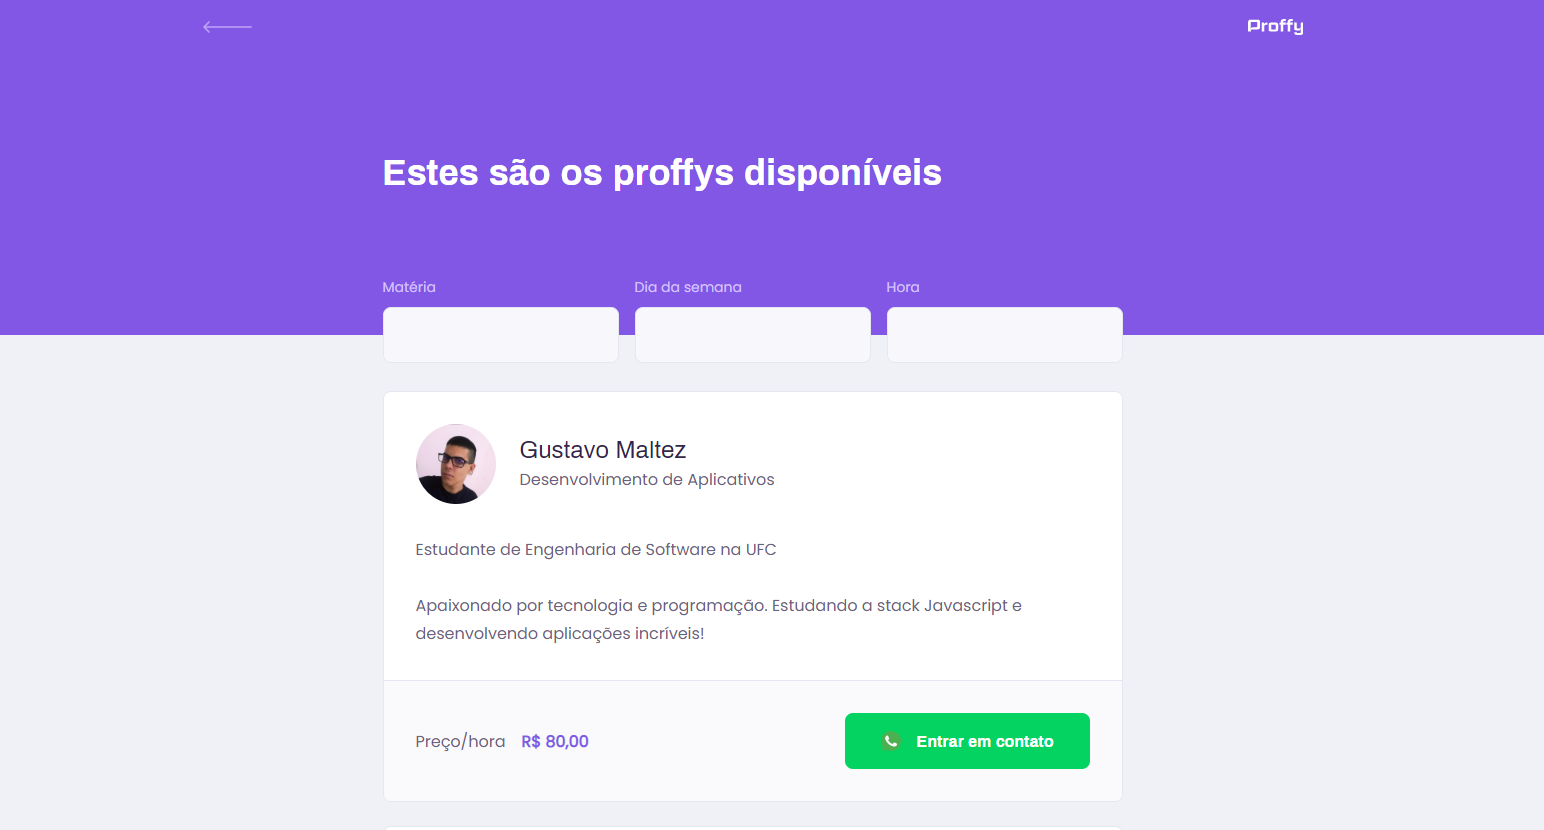 Proffy
Estes são os proffys disponíveis
Matéria
Dia da semana
Hora
Gustavo Maltez
Desenvolvimento de Aplicativos
Estudante de Engenharia de Software na UFC
Apaixonado por tecnologia e programação. Estudando a stack Javascript e
desenvolvendo aplicações incríveis!
Preço/hora R$ 80,00
Entrar em contato